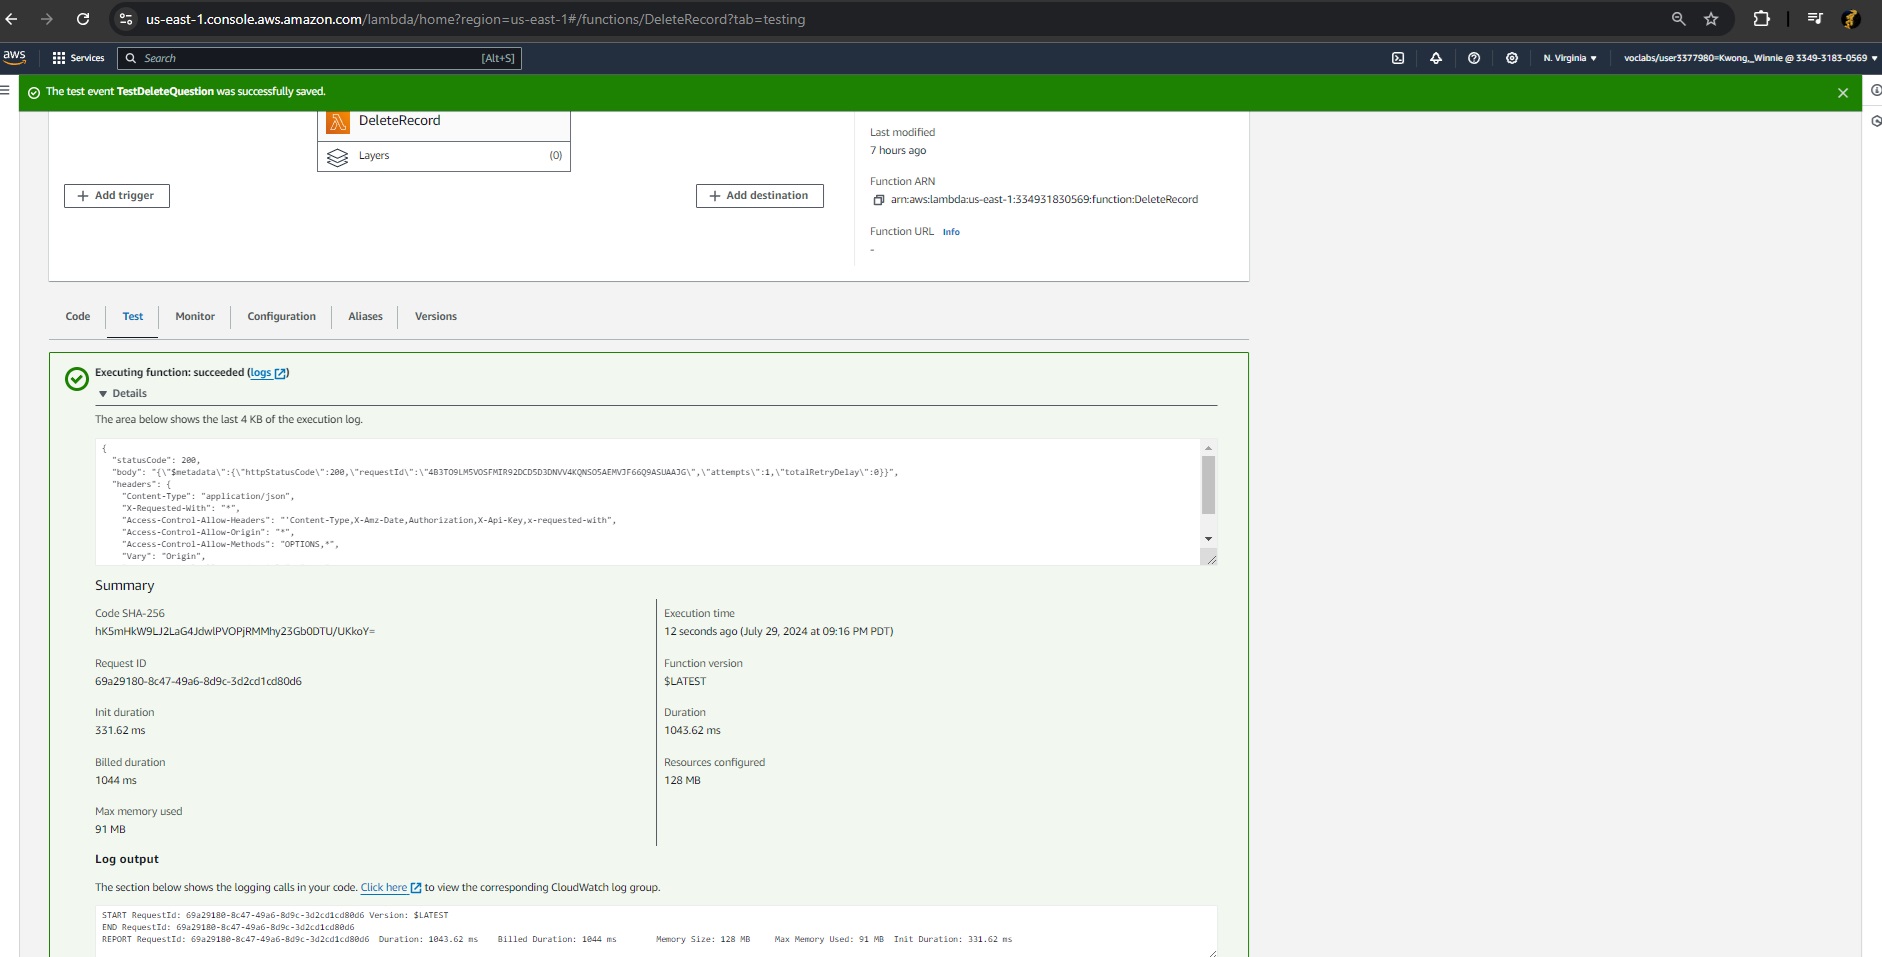 us-east-1.console.aws.amazon.com/lambda/home?region=us-east-1#/functions/DeleteRecord?tab=testing
aws Services Search [Alt+S] N. Virginia voclabs/user3377980=Kwong,_Winnie @ 3349-3183-0569
The test event TestDeleteQuestion was successfully saved.
DeleteRecord
Layers (0)
Add trigger
Add destination
Last modified
7 hours ago
Function ARN
arn:aws:lambda:us-east-1:334931830569:function:DeleteRecord
Function URL Info
-
Code Test Monitor Configuration Aliases Versions
Executing function: succeeded (logs)
Details
The area below shows the last 4 KB of the execution log.
{
"statusCode": 200,
"body": "{\"$metadata\":{\"httpStatusCode\":200,\"requestId\":\"4B3TO9LM5VOSFMIR92DCD5D3DNVV4KQNSO5AEMVJF66Q9ASUAAJG\",\"attempts\":1,\"totalRetryDelay\":0}}",
"headers": {
"Content-Type": "application/json",
"X-Requested-With": "*",
"Access-Control-Allow-Headers": "'Content-Type,X-Amz-Date,Authorization,X-Api-Key,x-requested-with",
"Access-Control-Allow-Origin": "*",
"Access-Control-Allow-Methods": "OPTIONS,*",
"Vary": "Origin",
Summary
Code SHA-256
hK5mHkW9LJ2LaG4JdwlPVOPjRMMhy23Gb0DTU/UKkoY=
Request ID
69a29180-8c47-49a6-8d9c-3d2cd1cd80d6
Init duration
331.62 ms
Billed duration
1044 ms
Max memory used
91 MB
Execution time
12 seconds ago (July 29, 2024 at 09:16 PM PDT)
Function version
$LATEST
Duration
1043.62 ms
Resources configured
128 MB
Log output
The section below shows the logging calls in your code. Click here to view the corresponding CloudWatch log group.
START RequestId: 69a29180-8c47-49a6-8d9c-3d2cd1cd80d6 Version: $LATEST
END RequestId: 69a29180-8c47-49a6-8d9c-3d2cd1cd80d6
REPORT RequestId: 69a29180-8c47-49a6-8d9c-3d2cd1cd80d6 Duration: 1043.62 ms Billed Duration: 1044 ms Memory Size: 128 MB Max Memory Used: 91 MB Init Duration: 331.62 ms